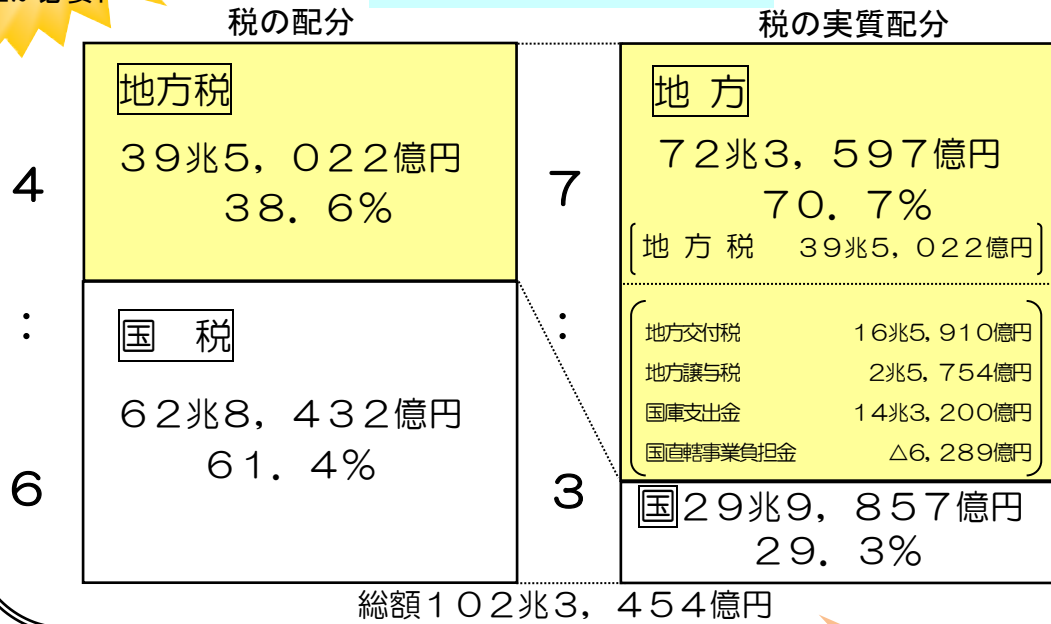 税の配分
地方税
39兆5,022億円
38.6%
4
:
6
国 税
62兆8,432億円
61.4%
税の実質配分
地 方
72兆3,597億円
70.7%
地 方 税 39兆5,022億円
地方交付税 16兆5,910億円
地方譲与税 2兆5,754億円
国庫支出金 14兆3,200億円
国直轄事業負担金 △6,289億円
7
:
3
国29兆9,857億円
29.3%
総額102兆3,454億円